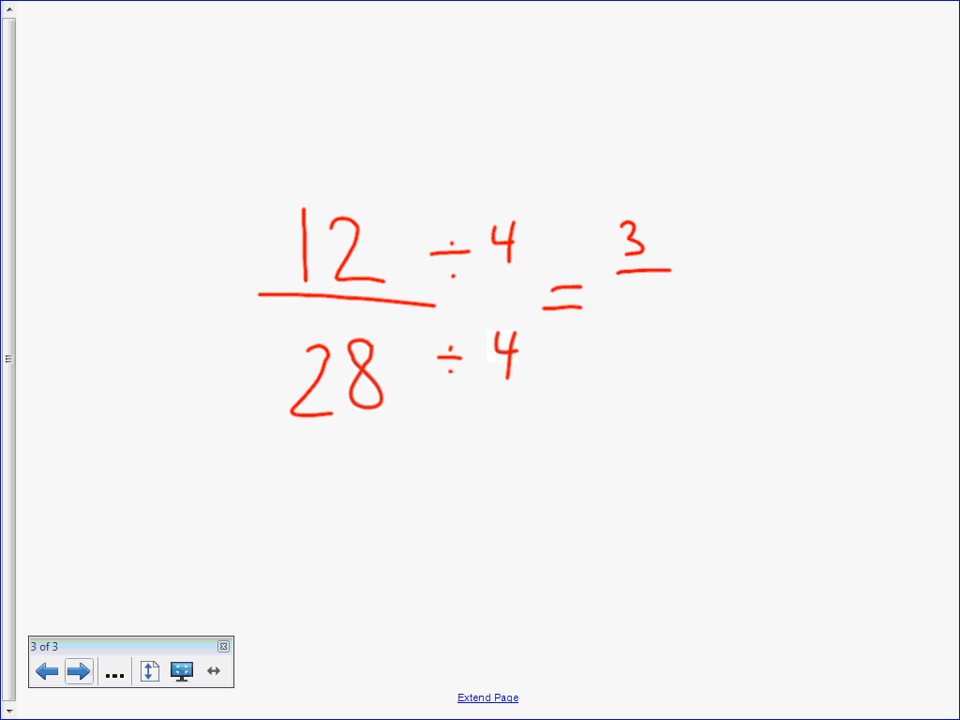 12 ÷ 4 = 3
28 ÷ 4
3 of 3
...
Extend Page